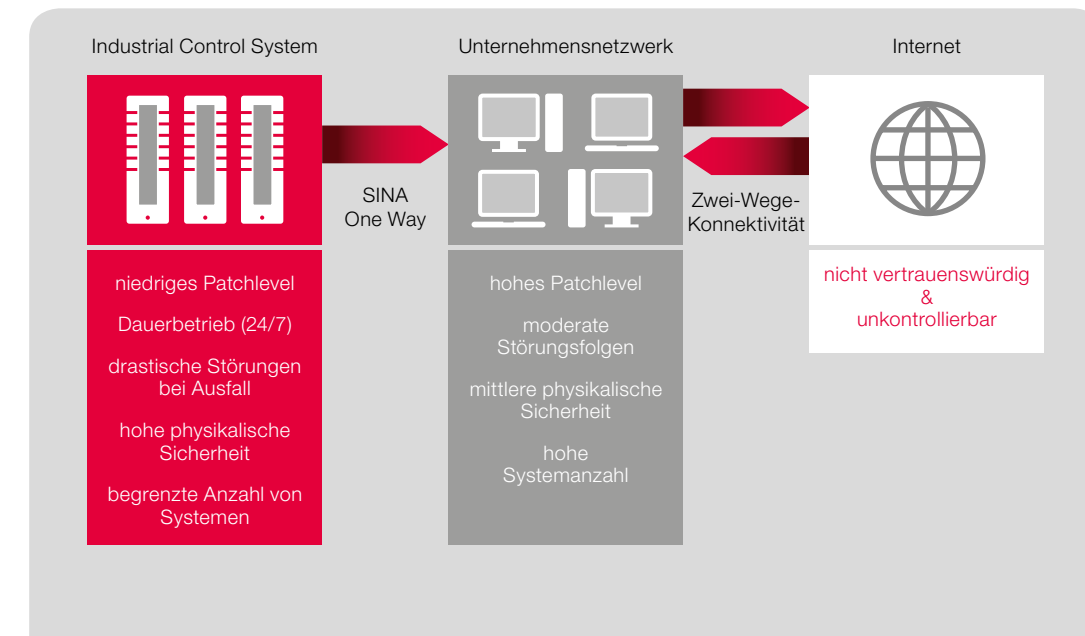 Industrial Control System
Unternehmensnetzwerk
Internet
SINA
One Way
Zwei-Wege-
Konnektivität
niedriges Patchlevel
Dauerbetrieb (24/7)
drastische Störungen
bei Ausfall
hohe physikalische
Sicherheit
begrenzte Anzahl von
Systemen
hohes Patchlevel
moderate
Störungsfolgen
mittlere physikalische
Sicherheit
hohe
Systemanzahl
nicht vertrauenswürdig
&
unkontrollierbar